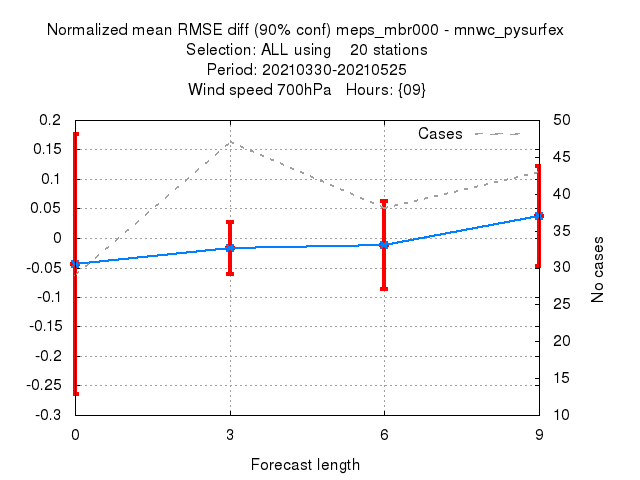 Normalized mean RMSE diff (90% conf) meps_mbr000 - mnwc_pysurfex
Selection: ALL using    20 stations
Period: 20210330-20210525
Wind speed 700hPa   Hours: {09}
0.2
0.15
0.1
0.05
0
-0.05
-0.1
-0.15
-0.2
-0.25
-0.3
Cases
50
45
40
35
30
25
20
15
10
No cases
0 3 6 9
Forecast length